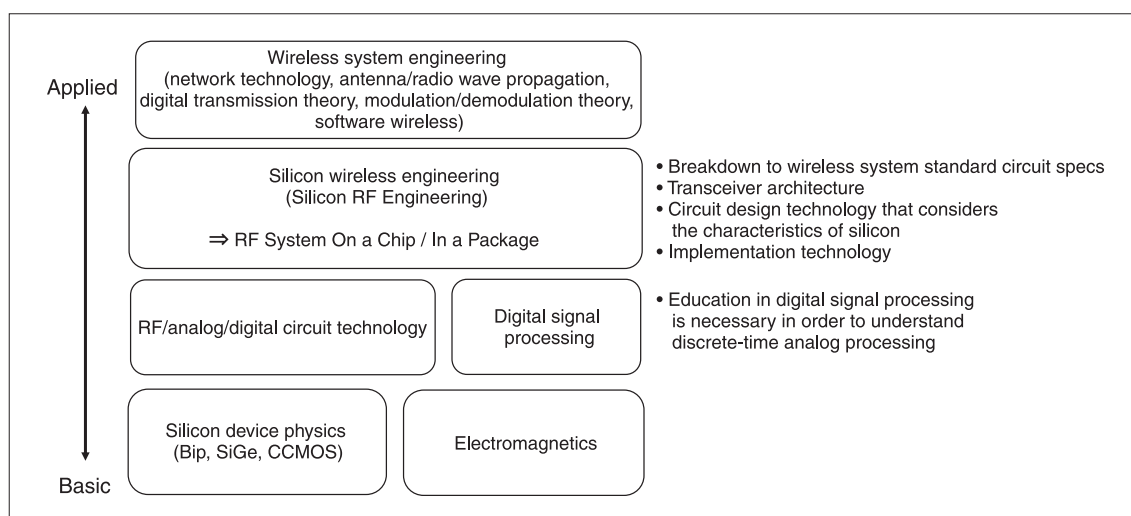 Applied
Wireless system engineering
(network technology, antenna/radio wave propagation,
digital transmission theory, modulation/demodulation theory,
software wireless)
Silicon wireless engineering
(Silicon RF Engineering)
⇒ RF System On a Chip / In a Package
• Breakdown to wireless system standard circuit specs
• Transceiver architecture
• Circuit design technology that considers
the characteristics of silicon
• Implementation technology
RF/analog/digital circuit technology
Digital signal
processing
• Education in digital signal processing
is necessary in order to understand
discrete-time analog processing
Silicon device physics
(Bip, SiGe, CCMOS)
Electromagnetics
Basic